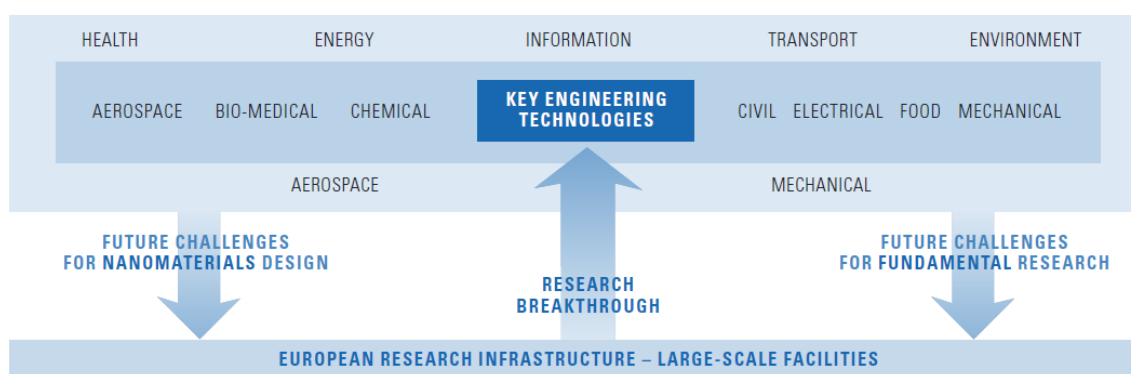 HEALTH ENERGY INFORMATION TRANSPORT ENVIRONMENT
AEROSPACE BIO-MEDICAL CHEMICAL
KEY ENGINEERING
TECHNOLOGIES
CIVIL ELECTRICAL FOOD MECHANICAL
AEROSPACE MECHANICAL
FUTURE CHALLENGES
FOR NANOMATERIALS DESIGN
RESEARCH
BREAKTHROUGH
FUTURE CHALLENGES
FOR FUNDAMENTAL RESEARCH
EUROPEAN RESEARCH INFRASTRUCTURE – LARGE-SCALE FACILITIES